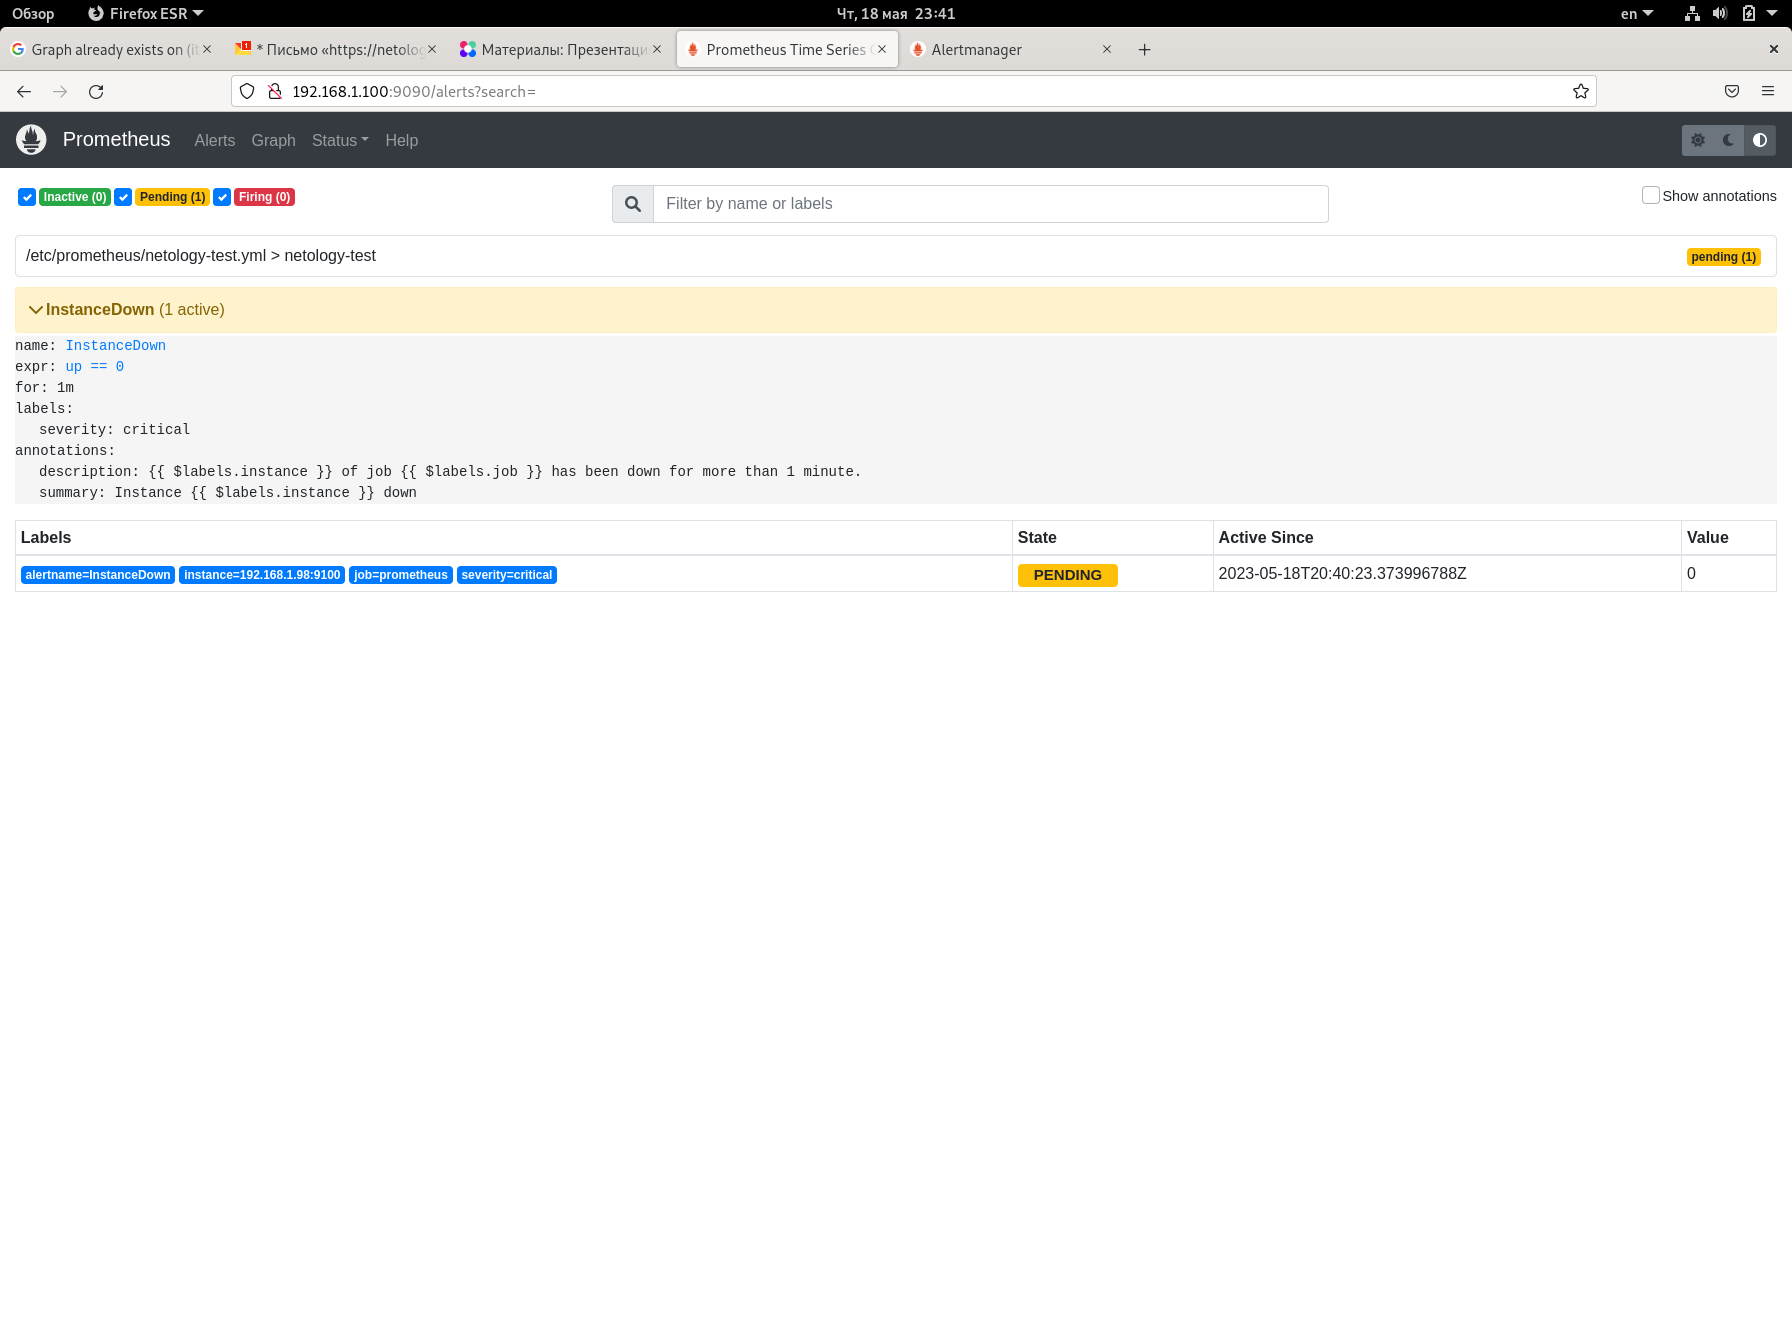 Обзор Firefox ESR Чт, 18 мая 23:41 en
Graph already exists on (it * Письмо «https://netolog Материалы: Презентаци Prometheus Time Series C Alertmanager
192.168.1.100:9090/alerts?search=
Prometheus Alerts Graph Status Help
Inactive (0) Pending (1) Firing (0) Filter by name or labels Show annotations
/etc/prometheus/netology-test.yml > netology-test pending (1)
InstanceDown (1 active)
name: InstanceDown
expr: up == 0
for: 1m
labels:
severity: critical
annotations:
description: {{ $labels.instance }} of job {{ $labels.job }} has been down for more than 1 minute.
summary: Instance {{ $labels.instance }} down
Labels State Active Since Value
alertname=InstanceDown instance=192.168.1.98:9100 job=prometheus severity=critical PENDING 2023-05-18T20:40:23.373996788Z 0